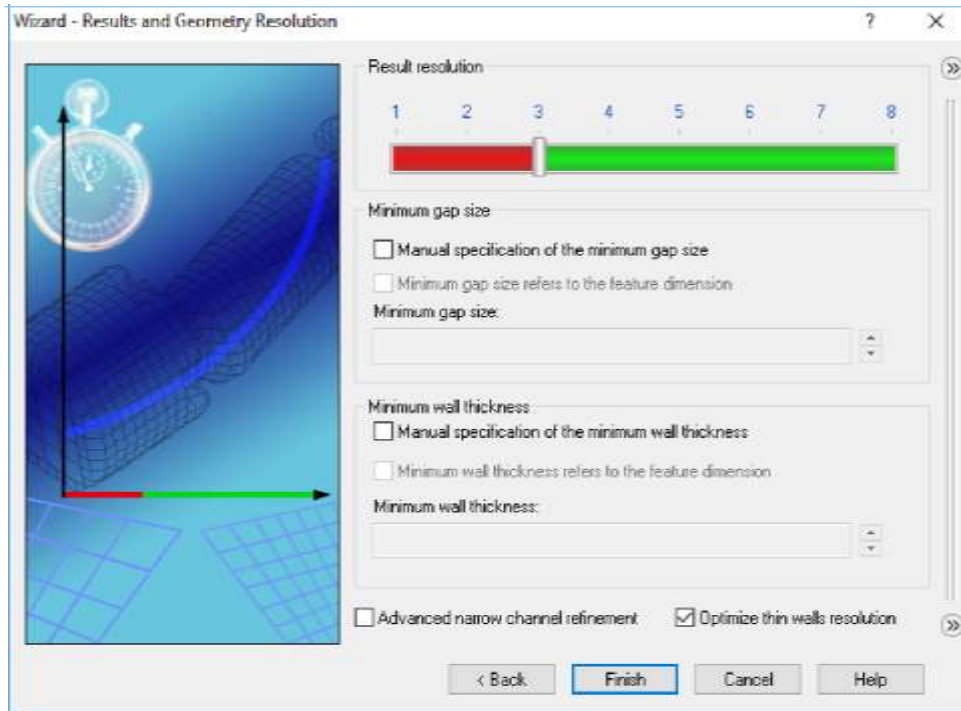 Wizard - Results and Geometry Resolution
?
Result resolution
1 2 3 4 5 6 7 8
Minimum gap size
Manual specification of the minimum gap size
Minimum gap size refers to the feature dimension
Minimum gap size:
Minimum wall thickness
Manual specification of the minimum wall thickness
Minimum wall thickness refers to the feature dimension
Minimum wall thickness:
Advanced narrow channel refinement Optimize thin walls resolution
< Back Finish Cancel Help